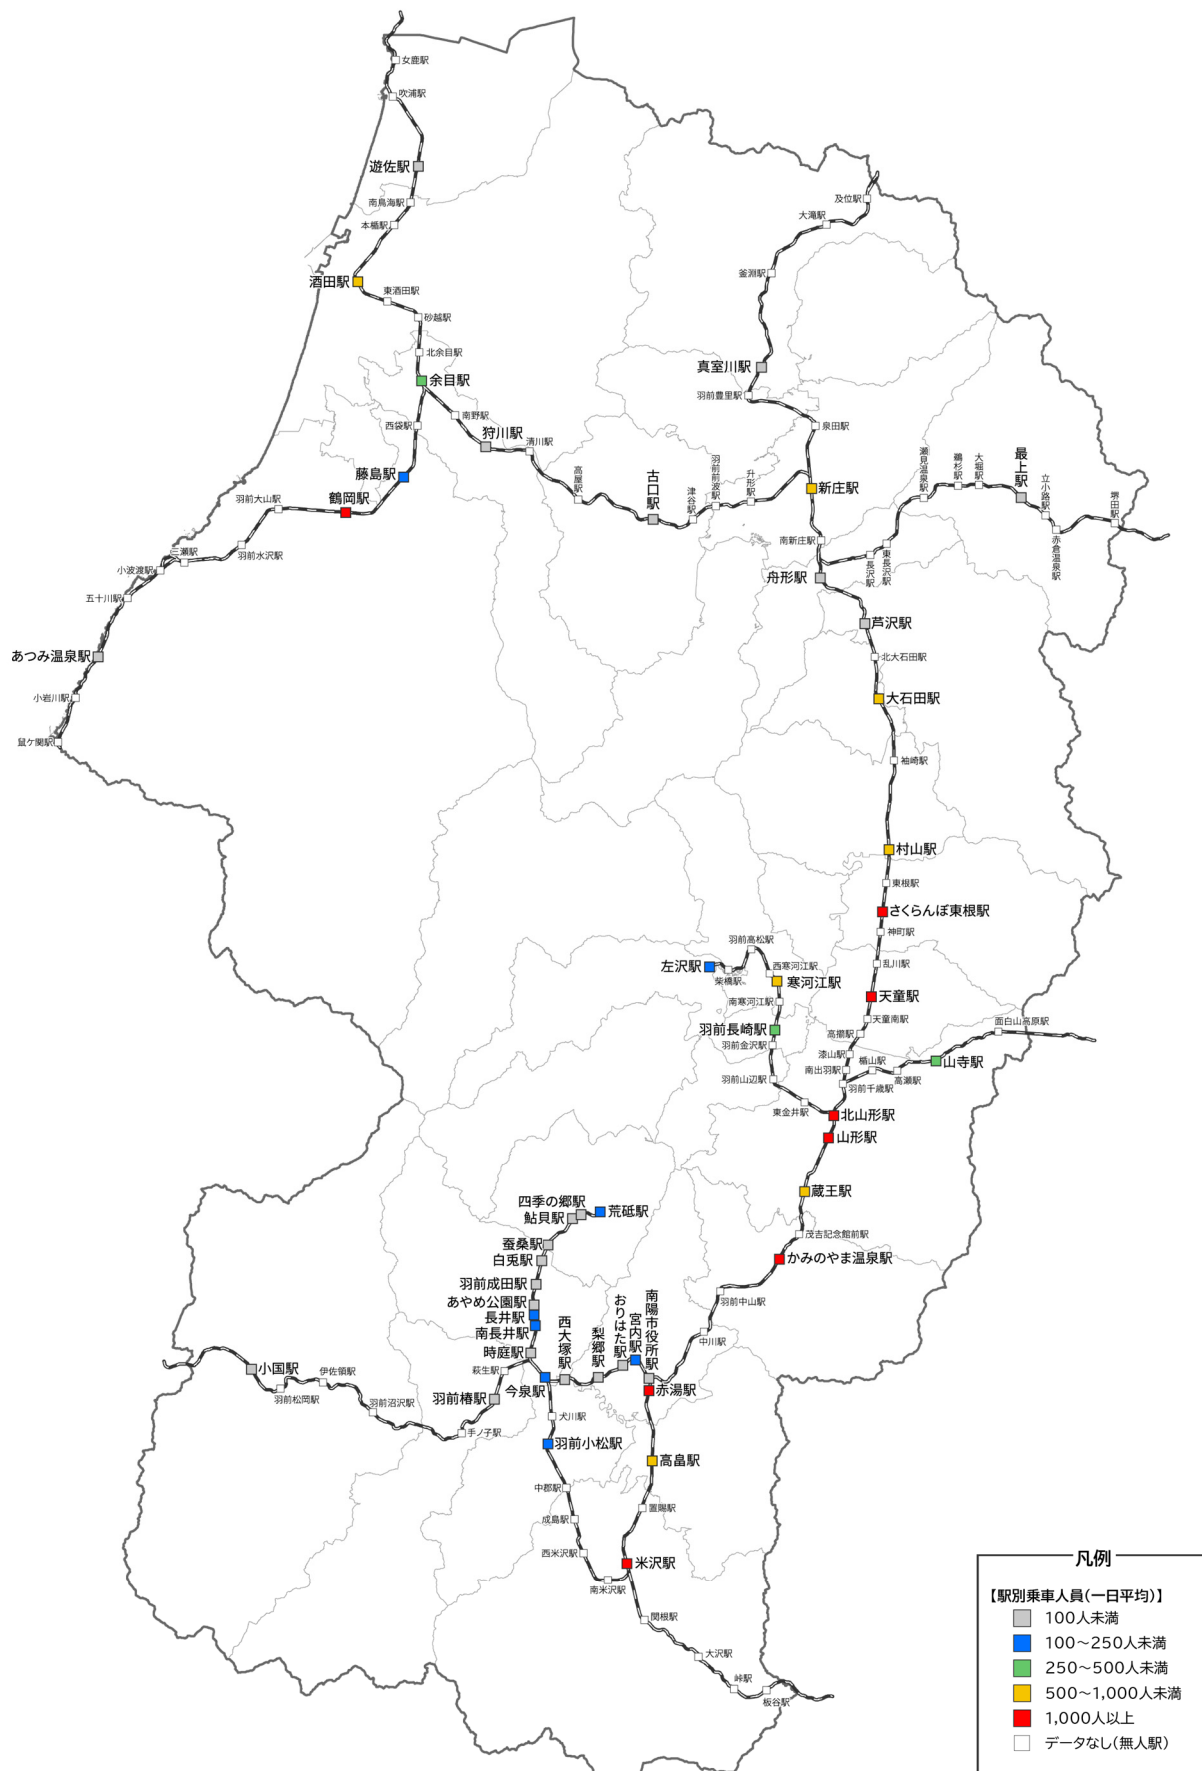 女鹿駅
吹浦駅
遊佐駅
南鳥海駅
本楯駅
酒田駅
東酒田駅
砂越駅
北余目駅
余目駅
西袋駅
南野駅
狩川駅
清川駅
高屋駅
古口駅
津谷駅
羽前前波駅
升形駅
藤島駅
鶴岡駅
羽前大山駅
羽前水沢駅
三瀬駅
小波渡駅
五十川駅
あつみ温泉駅
小岩川駅
鼠ケ関駅
及位駅
大滝駅
釜淵駅
真室川駅
羽前豊里駅
泉田駅
新庄駅
南新庄駅
舟形駅
長沢駅
東長沢駅
瀬見温泉駅
鵜杉駅
大堀駅
最上駅
立小路駅
赤倉温泉駅
堺田駅
芦沢駅
北大石田駅
大石田駅
袖崎駅
村山駅
東根駅
さくらんぼ東根駅
神町駅
乱川駅
天童駅
天童南駅
高擶駅
漆山駅
南出羽駅
羽前千歳駅
楯山駅
高瀬駅
山寺駅
面白山高原駅
左沢駅
柴橋駅
羽前高松駅
西寒河江駅
寒河江駅
南寒河江駅
羽前長崎駅
羽前金沢駅
羽前山辺駅
東金井駅
北山形駅
山形駅
蔵王駅
茂吉記念館前駅
かみのやま温泉駅
羽前中山駅
中川駅
四季の郷駅
荒砥駅
鮎貝駅
蚕桑駅
白兎駅
羽前成田駅
あやめ公園駅
長井駅
南長井駅
時庭駅
萩生駅
今泉駅
西大塚駅
梨郷駅
おりはた駅
宮内駅
南陽市役所駅
赤湯駅
小国駅
羽前松岡駅
伊佐領駅
羽前沼沢駅
手ノ子駅
羽前椿駅
犬川駅
羽前小松駅
中郡駅
成島駅
西米沢駅
南米沢駅
高畠駅
置賜駅
米沢駅
関根駅
大沢駅
峠駅
板谷駅
凡例
【駅別乗車人員(一日平均)】
100人未満
100～250人未満
250～500人未満
500～1,000人未満
1,000人以上
データなし(無人駅)